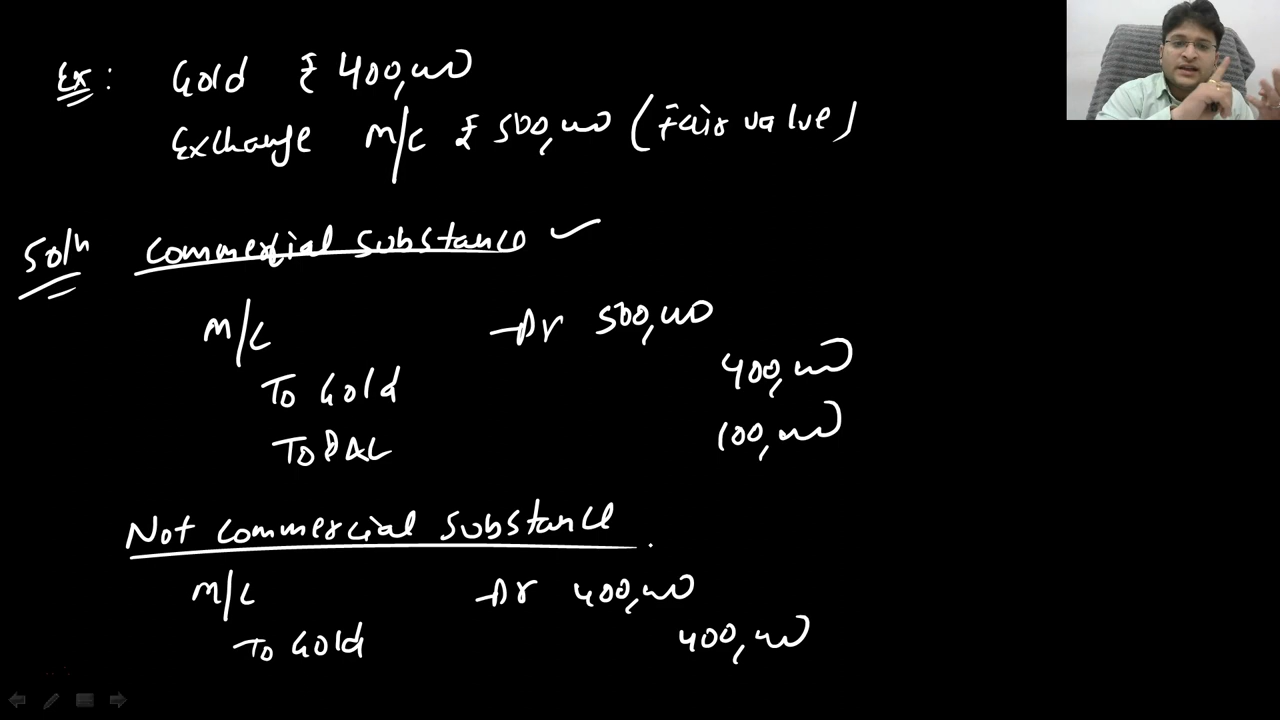 Ex: Gold ₹ 400,000
Exchange M/C ₹ 500,000 (Fair value)
Soln Commercial substance ✓
M/C Dr 500,000
To Gold 400,000
To P&L 100,000
Not commercial substance.
M/C Dr 400,000
To Gold 400,000